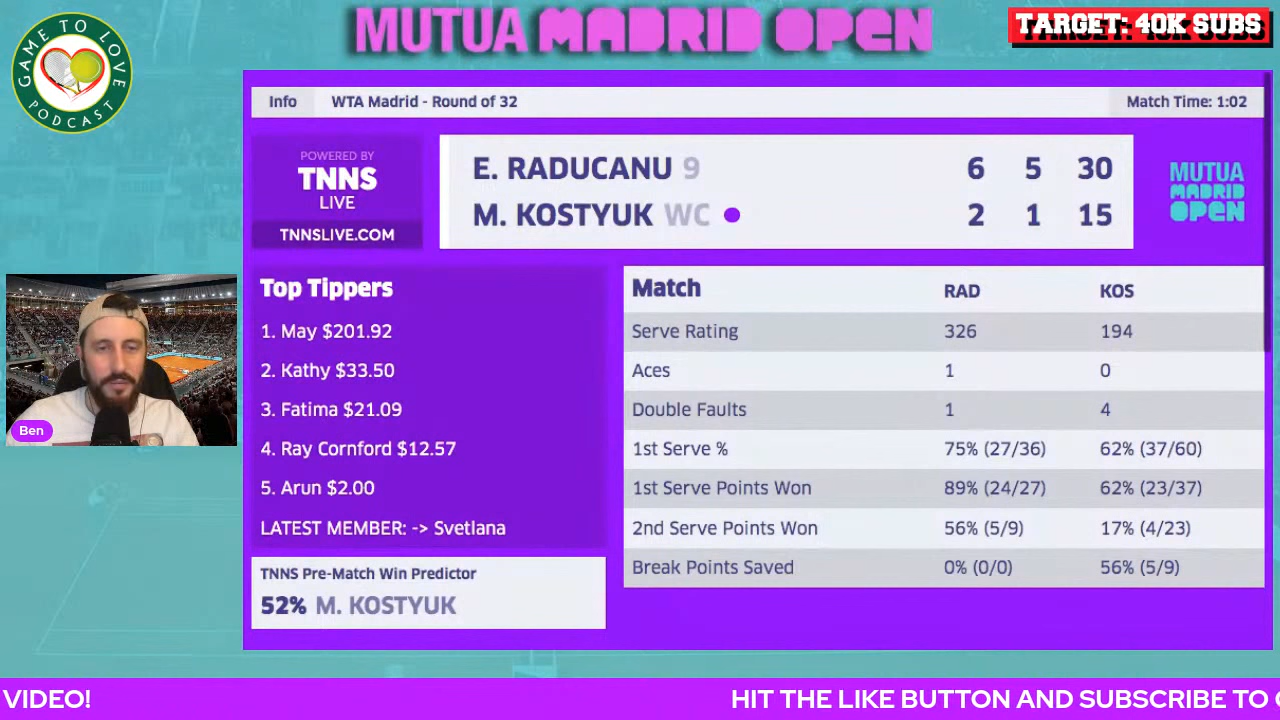 GAME TO LOVE
PODCAST
MUTUA MADRID OPEN
TARGET: 40K SUBS
Info WTA Madrid - Round of 32 Match Time: 1:02
POWERED BY
TNNS
LIVE
TNNSLIVE.COM
E. RADUCANU 9 6 5 30
M. KOSTYUK WC 2 1 15
MUTUA
MADRID
OPEN
Top Tippers
1. May $201.92
2. Kathy $33.50
3. Fatima $21.09
4. Ray Cornford $12.57
5. Arun $2.00
LATEST MEMBER: -> Svetlana
TNNS Pre-Match Win Predictor
52% M. KOSTYUK
Match RAD KOS
Serve Rating 326 194
Aces 1 0
Double Faults 1 4
1st Serve % 75% (27/36) 62% (37/60)
1st Serve Points Won 89% (24/27) 62% (23/37)
2nd Serve Points Won 56% (5/9) 17% (4/23)
Break Points Saved 0% (0/0) 56% (5/9)
Ben
VIDEO! HIT THE LIKE BUTTON AND SUBSCRIBE TO